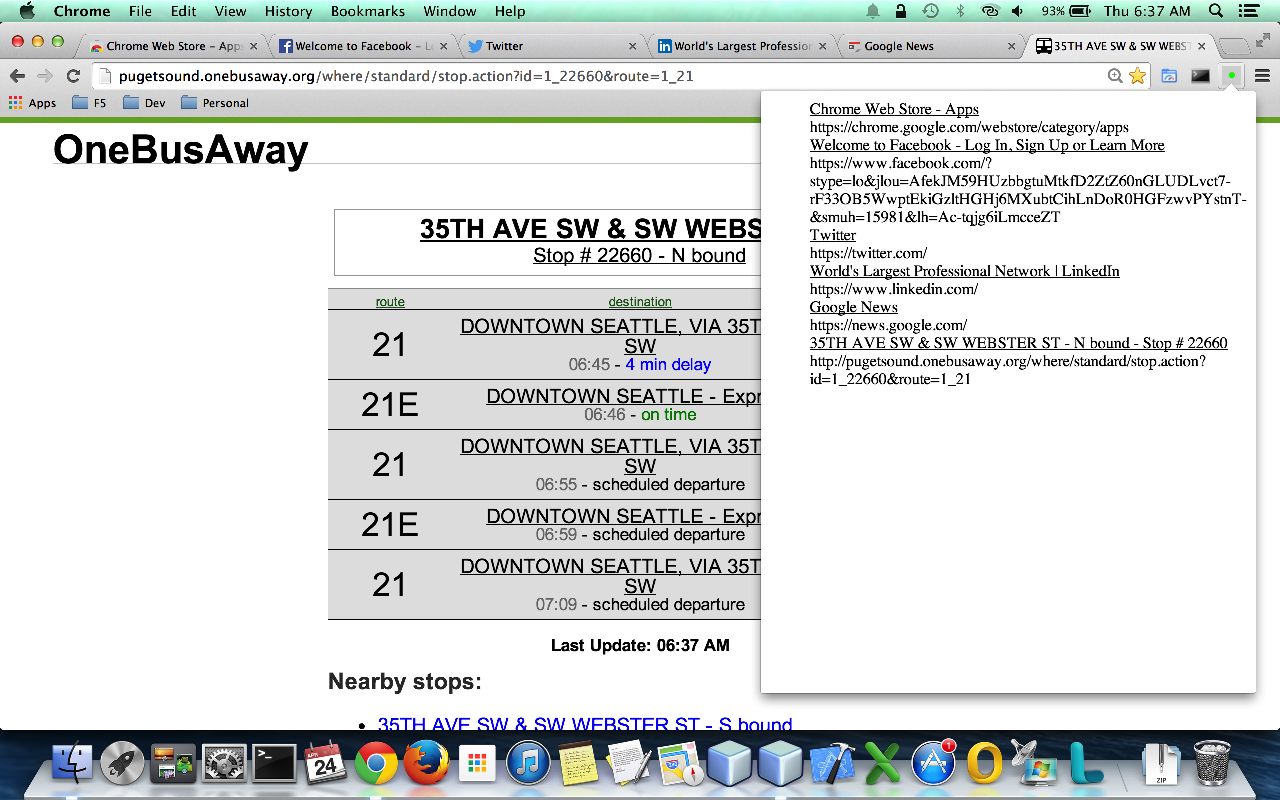 Chrome File Edit View History Bookmarks Window Help 93% Thu 6:37 AM
Chrome Web Store - Apps Welcome to Facebook - L Twitter World's Largest Profession Google News 35TH AVE SW & SW WEBST
pugetsound.onebusaway.org/where/standard/stop.action?id=1_22660&route=1_21
Apps F5 Dev Personal
OneBusAway
35TH AVE SW & SW WEBS
Stop # 22660 - N bound
route destination
21 DOWNTOWN SEATTLE, VIA 35T
SW
06:45 - 4 min delay
21E DOWNTOWN SEATTLE - Expr
06:46 - on time
21 DOWNTOWN SEATTLE, VIA 35T
SW
06:55 - scheduled departure
21E DOWNTOWN SEATTLE - Expr
06:59 - scheduled departure
21 DOWNTOWN SEATTLE, VIA 35T
SW
07:09 - scheduled departure
Last Update: 06:37 AM
Nearby stops:
35TH AVE SW & SW WEBSTER ST - S bound
Chrome Web Store - Apps
https://chrome.google.com/webstore/category/apps
Welcome to Facebook - Log In, Sign Up or Learn More
https://www.facebook.com/?
stype=lo&jlou=AfekJM59HUzbbgtuMtkfD2ZtZ60nGLUDLvct7-
rF33OB5WwptEkiGzltHGHj6MXubtCihLnDoR0HGFzwvPYstnT-
&smuh=15981&lh=Ac-tqjg6iLmcceZT
Twitter
https://twitter.com/
World's Largest Professional Network | LinkedIn
https://www.linkedin.com/
Google News
https://news.google.com/
35TH AVE SW & SW WEBSTER ST - N bound - Stop # 22660
http://pugetsound.onebusaway.org/where/standard/stop.action?
id=1_22660&route=1_21
APR
24
1
ZIP